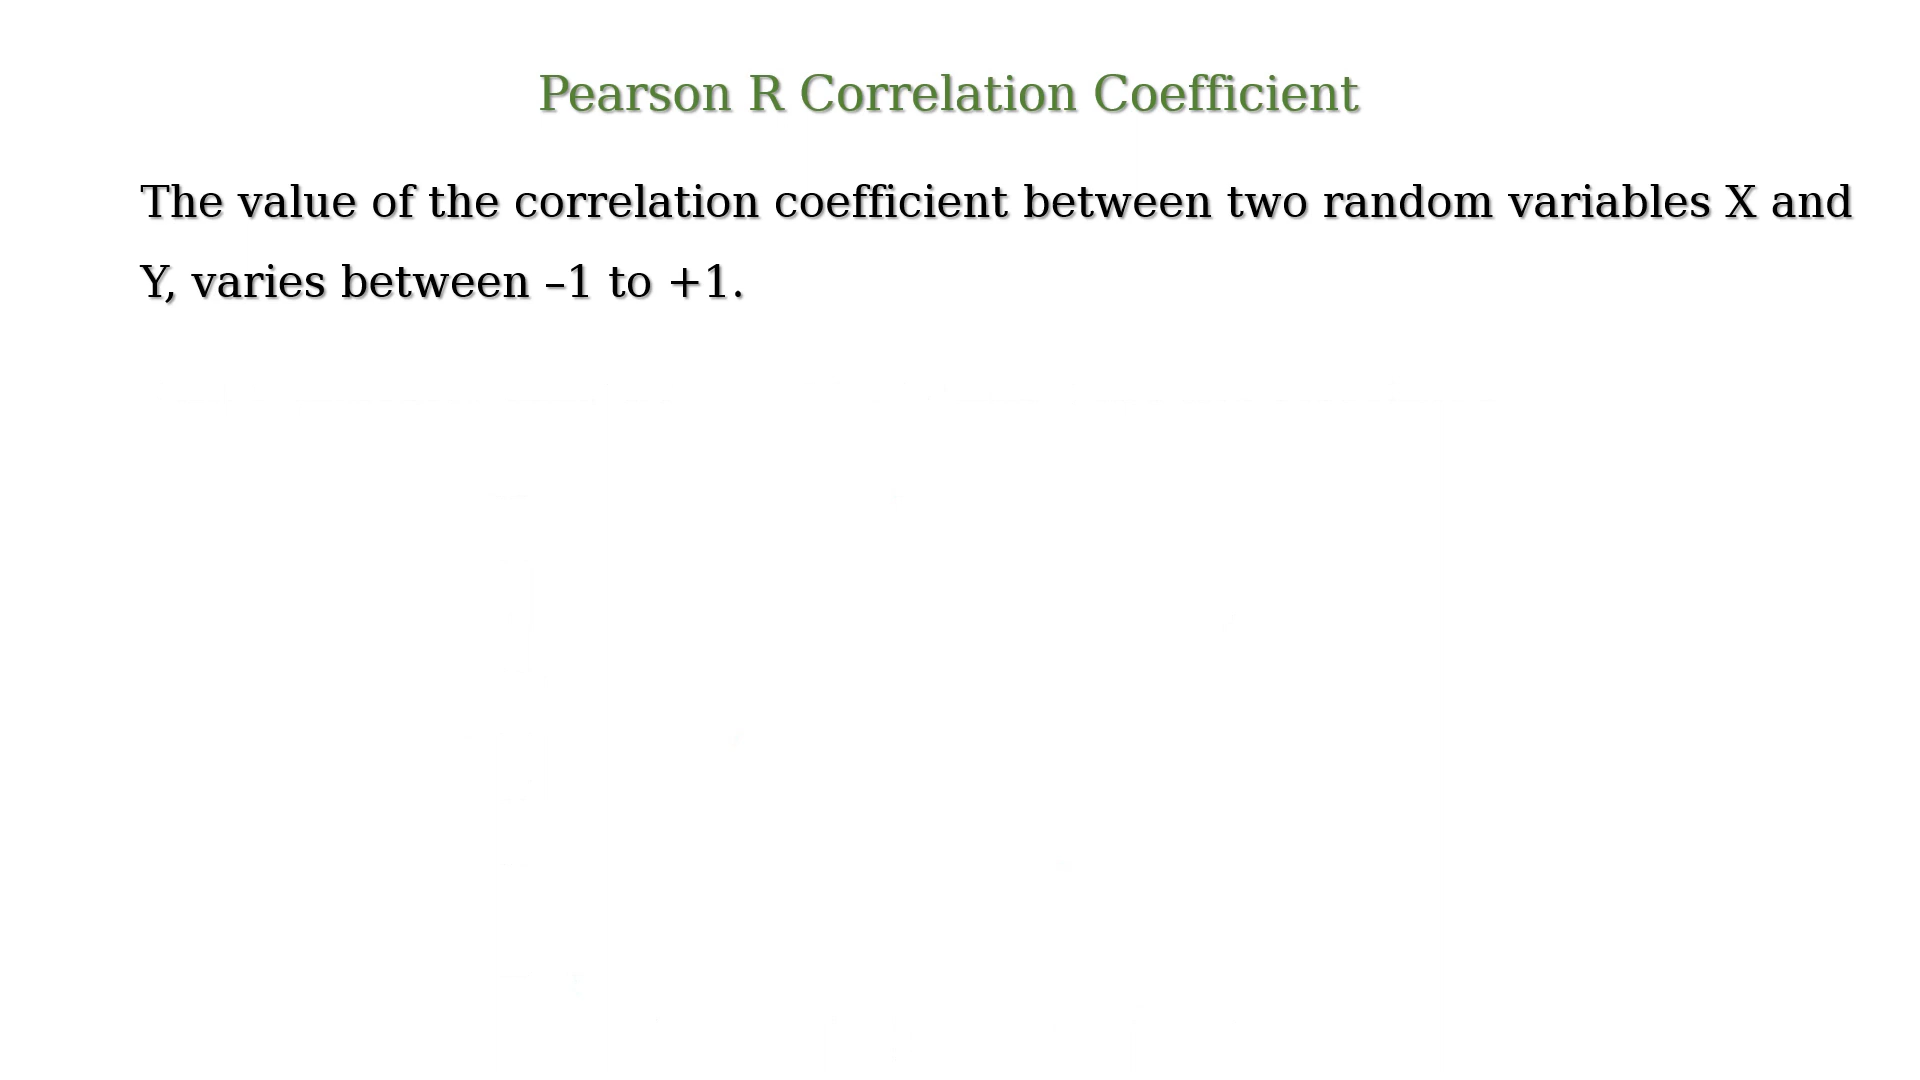 Pearson R Correlation Coefficient
The value of the correlation coefficient between two random variables X and
Y, varies between –1 to +1.